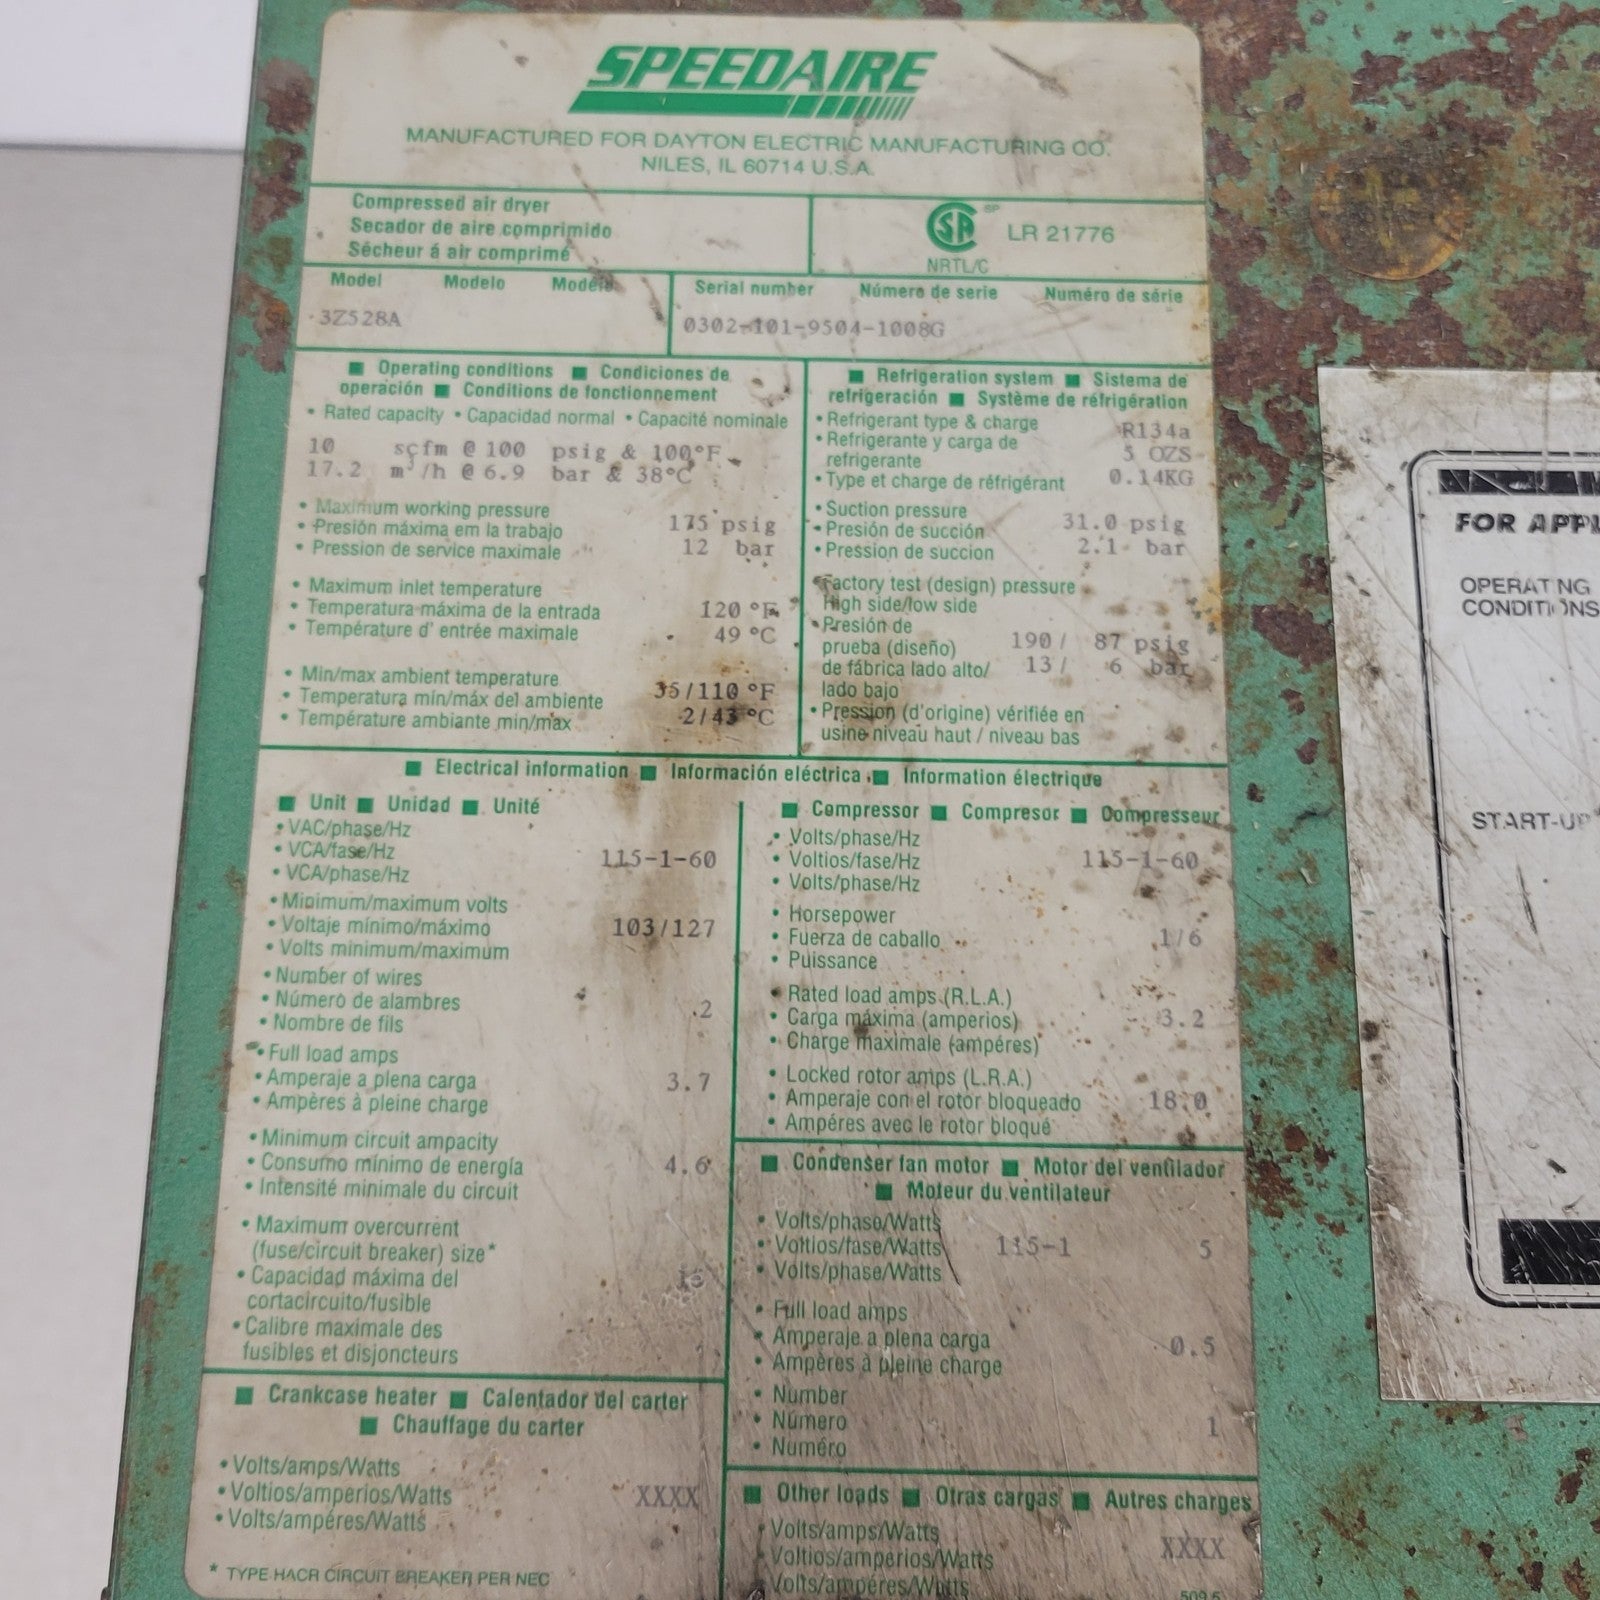 SPEEDAIRE
MANUFACTURED FOR DAYTON ELECTRIC MANUFACTURING CO.
NILES, IL 60714 U.S.A.
Compressed air dryer
Secador de aire comprimido
Sécheur á air comprimé
CSA SP LR 21776
NRTL/C
Model Modelo Modéle
3Z528A
Serial number Número de serie Numéro de série
0302-101-9504-1008G
■ Operating conditions ■ Condiciones de
operación ■ Conditions de fonctionnement
• Rated capacity • Capacidad normal • Capacité nominale
10 scfm @ 100 psig & 100°F
17.2 m³/h @ 6.9 bar & 38°C
• Maximum working pressure
• Presión máxima em la trabajo 175 psig
• Pression de service maximale 12 bar
• Maximum inlet temperature
• Temperatura máxima de la entrada 120 °F
• Température d' entrée maximale 49 °C
• Min/max ambient temperature
• Temperatura mín/máx del ambiente 35/110 °F
• Température ambiante min/max 2/43 °C
■ Refrigeration system ■ Sistema de
refrigeración ■ Système de réfrigération
• Refrigerant type & charge R134a
• Refrigerante y carga de 5 OZS
refrigerante
• Type et charge de réfrigérant 0.14KG
• Suction pressure
• Presión de succión 31.0 psig
• Pression de succion 2.1 bar
• Factory test (design) pressure
High side/low side
• Presión de
prueba (diseño) 190/ 87 psig
de fábrica lado alto/ 13/ 6 bar
lado bajo
• Pression (d'origine) vérifiée en
usine niveau haut / niveau bas
■ Electrical information ■ Información eléctrica ■ Information électrique
■ Unit ■ Unidad ■ Unité
• VAC/phase/Hz
• VCA/fase/Hz 115-1-60
• VCA/phase/Hz
• Minimum/maximum volts
• Voltaje mínimo/máximo 103/127
• Volts minimum/maximum
• Number of wires
• Número de alambres 2
• Nombre de fils
• Full load amps
• Amperaje a plena carga 3.7
• Ampères à pleine charge
• Minimum circuit ampacity
• Consumo mínimo de energía 4.6
• Intensité minimale du circuit
• Maximum overcurrent
(fuse/circuit breaker) size*
• Capacidad máxima del 15
cortacircuito/fusible
• Calibre maximale des
fusibles et disjoncteurs
■ Crankcase heater ■ Calentador del carter
■ Chauffage du carter
• Volts/amps/Watts
• Voltios/amperios/Watts XXXX
• Volts/ampéres/Watts
* TYPE HACR CIRCUIT BREAKER PER NEC
■ Compressor ■ Compresor ■ Compresseur
• Volts/phase/Hz
• Voltios/fase/Hz 115-1-60
• Volts/phase/Hz
• Horsepower
• Fuerza de caballo 1/6
• Puissance
• Rated load amps (R.L.A.)
• Carga máxima (amperios) 3.2
• Charge maximale (ampéres)
• Locked rotor amps (L.R.A.)
• Amperaje con el rotor bloqueado 18.0
• Ampéres avec le rotor bloqué
■ Condenser fan motor ■ Motor del ventilador
■ Moteur du ventilateur
• Volts/phase/Watts
• Voltios/fase/Watts 115-1 5
• Volts/phase/Watts
• Full load amps
• Amperaje a plena carga 0.5
• Ampères à pleine charge
• Number
• Número 1
• Numéro
■ Other loads ■ Otras cargas ■ Autres charges
• Volts/amps/Watts
• Voltios/amperios/Watts XXXX
• Volts/ampéres/Watts
FOR APPL
OPERATING
CONDITIONS
START-UP